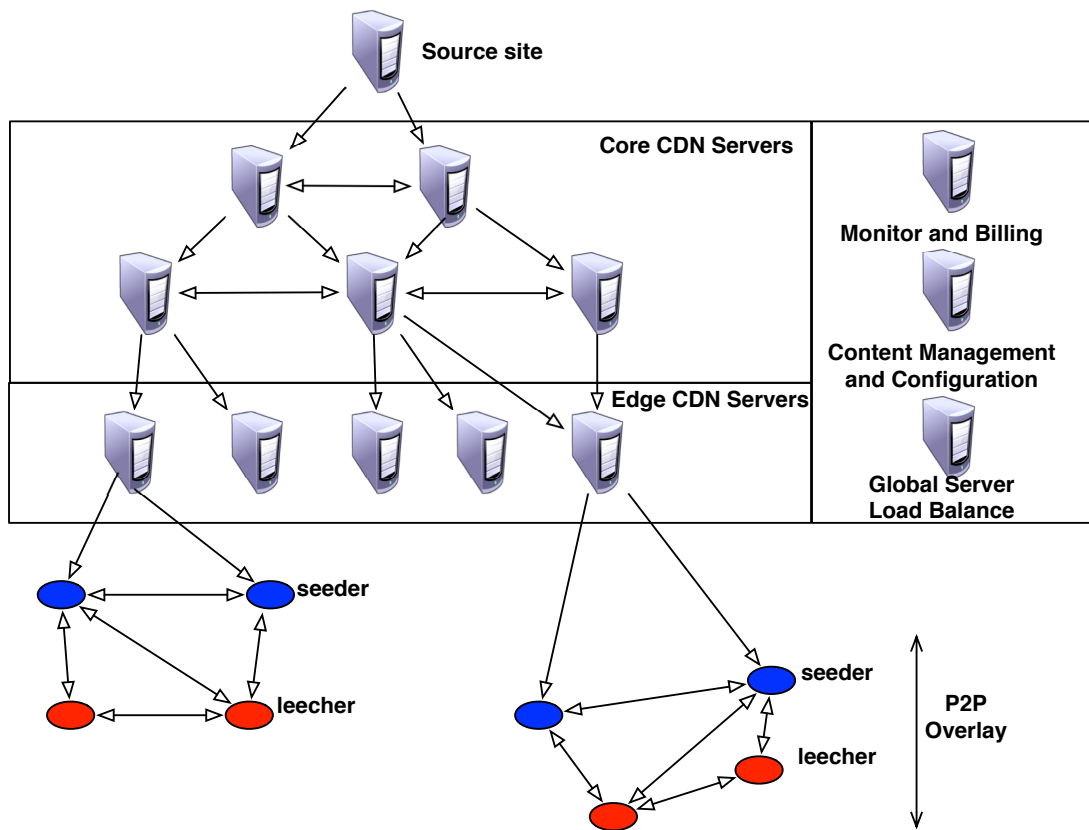 Source site
Core CDN Servers
Monitor and Billing
Content Management
and Configuration
Edge CDN Servers
Global Server
Load Balance
seeder
leecher
seeder
leecher
P2P
Overlay